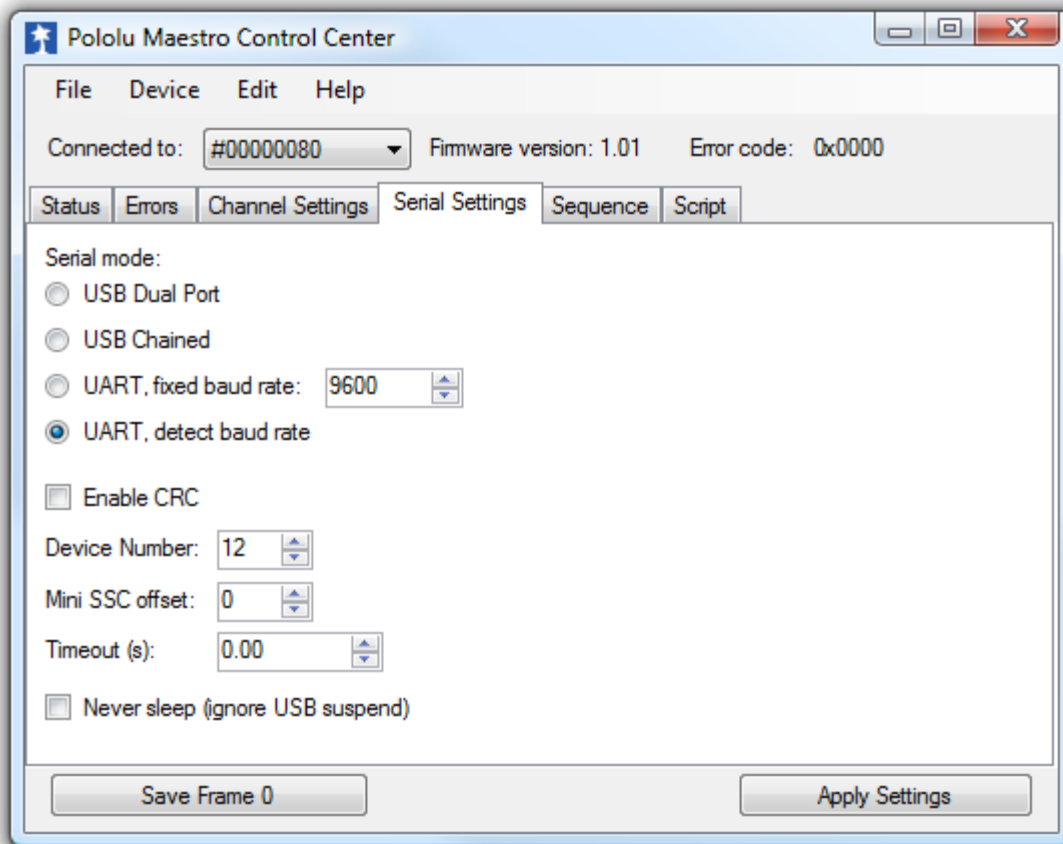 Pololu Maestro Control Center
File Device Edit Help
Connected to: #00000080 Firmware version: 1.01 Error code: 0x0000
Status Errors Channel Settings Serial Settings Sequence Script
Serial mode:
USB Dual Port
USB Chained
UART, fixed baud rate: 9600
UART, detect baud rate
Enable CRC
Device Number: 12
Mini SSC offset: 0
Timeout (s): 0.00
Never sleep (ignore USB suspend)
Save Frame 0 Apply Settings